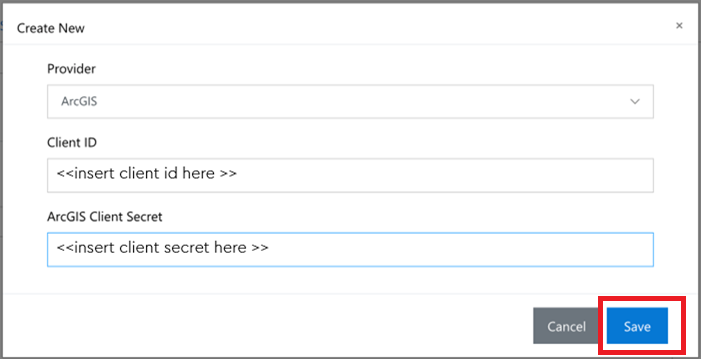 Create New
×
Provider
ArcGIS
Client ID
<<insert client id here >>
ArcGIS Client Secret
<<insert client secret here >>
Cancel
Save